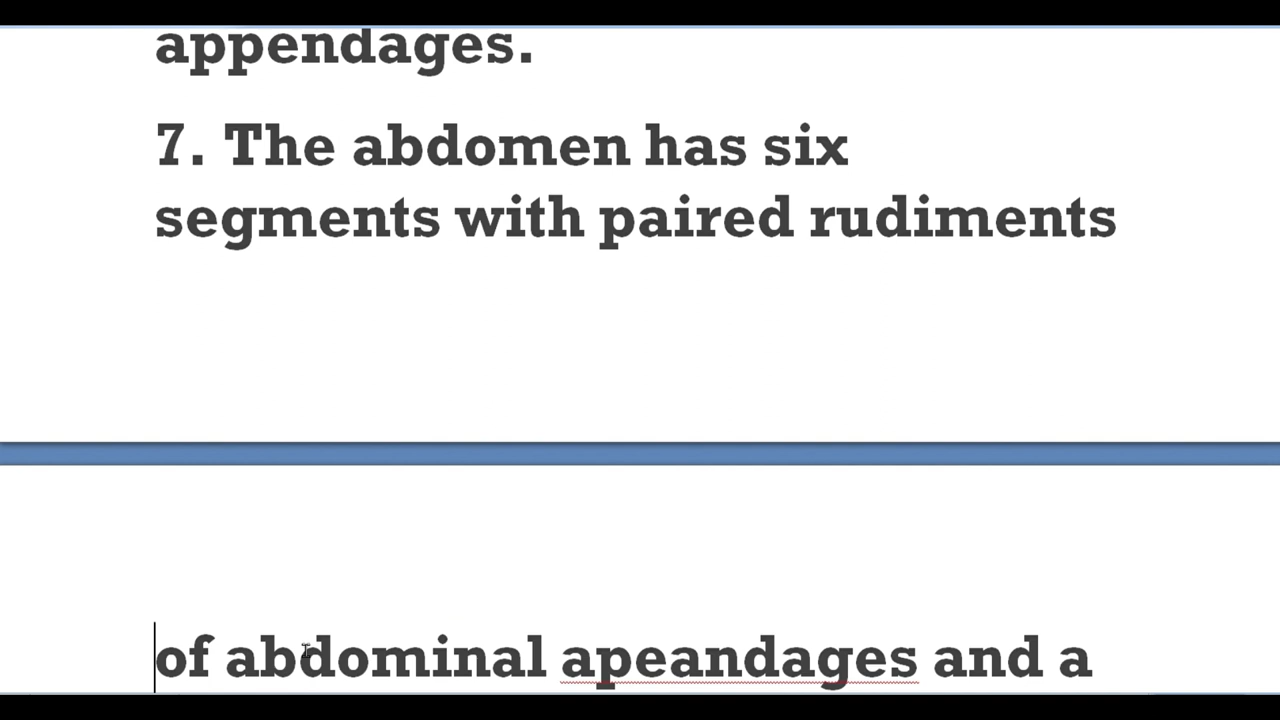 appendages.
7. The abdomen has six
segments with paired rudiments
of abdominal apeandages and a